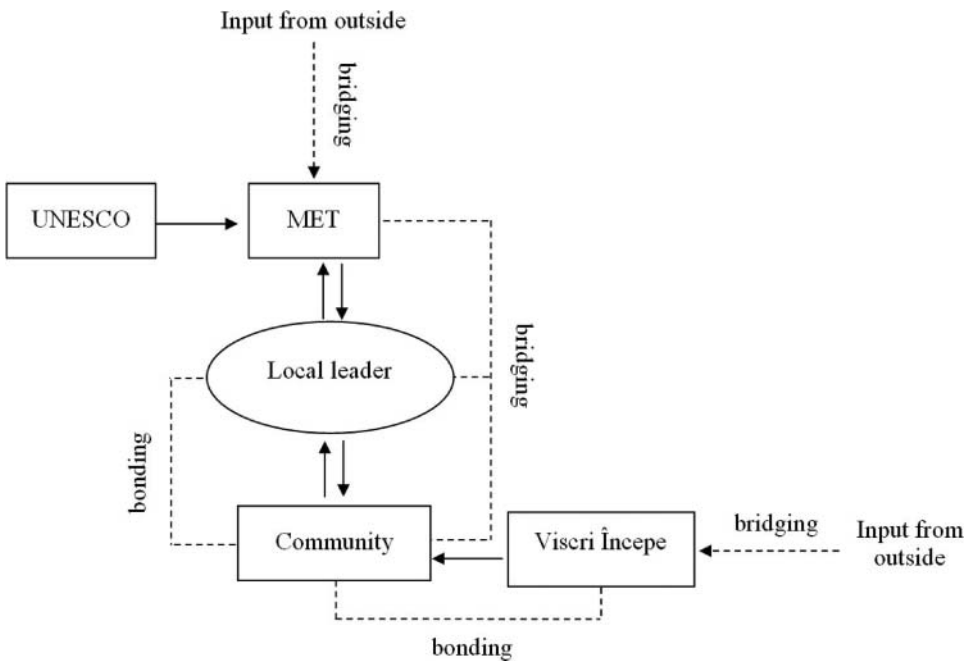 Input from outside
bridging
UNESCO
MET
bridging
Local leader
bonding
Community
Viscri Începe
bridging
Input from
outside
bonding